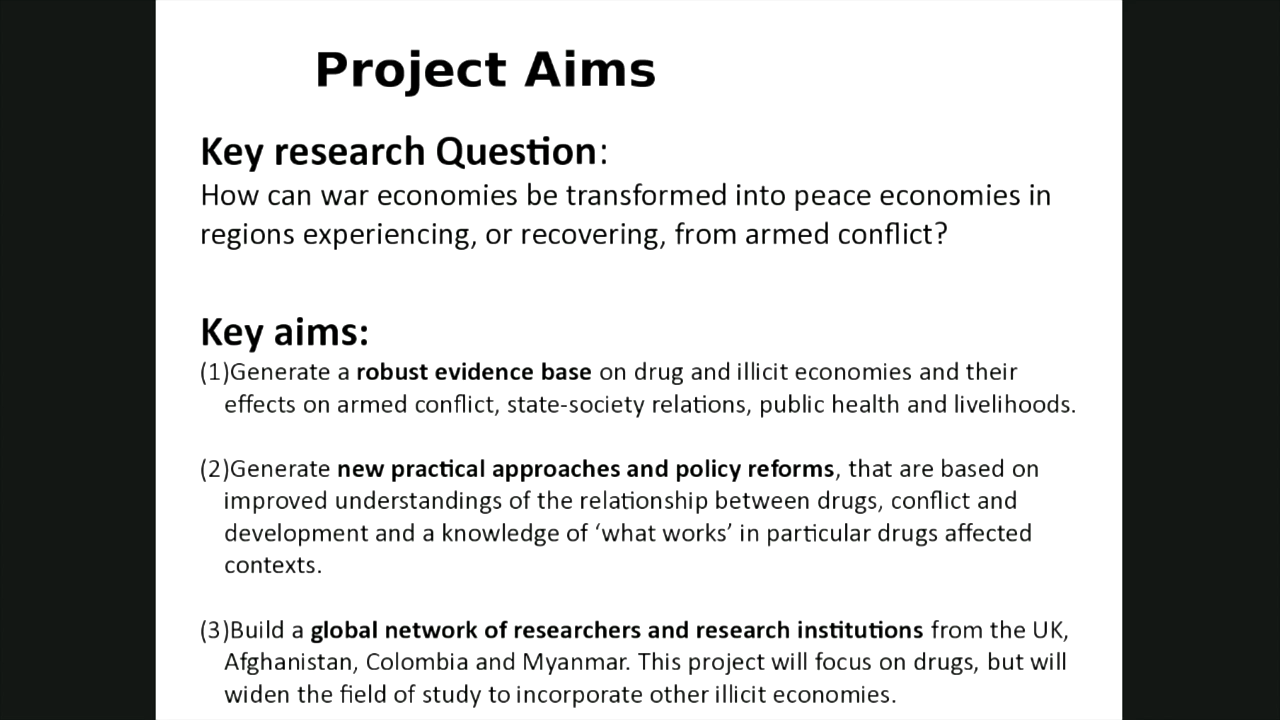 Project Aims
Key research Question:
How can war economies be transformed into peace economies in
regions experiencing, or recovering, from armed conflict?
Key aims:
(1)Generate a robust evidence base on drug and illicit economies and their
effects on armed conflict, state-society relations, public health and livelihoods.
(2)Generate new practical approaches and policy reforms, that are based on
improved understandings of the relationship between drugs, conflict and
development and a knowledge of ‘what works’ in particular drugs affected
contexts.
(3)Build a global network of researchers and research institutions from the UK,
Afghanistan, Colombia and Myanmar. This project will focus on drugs, but will
widen the field of study to incorporate other illicit economies.